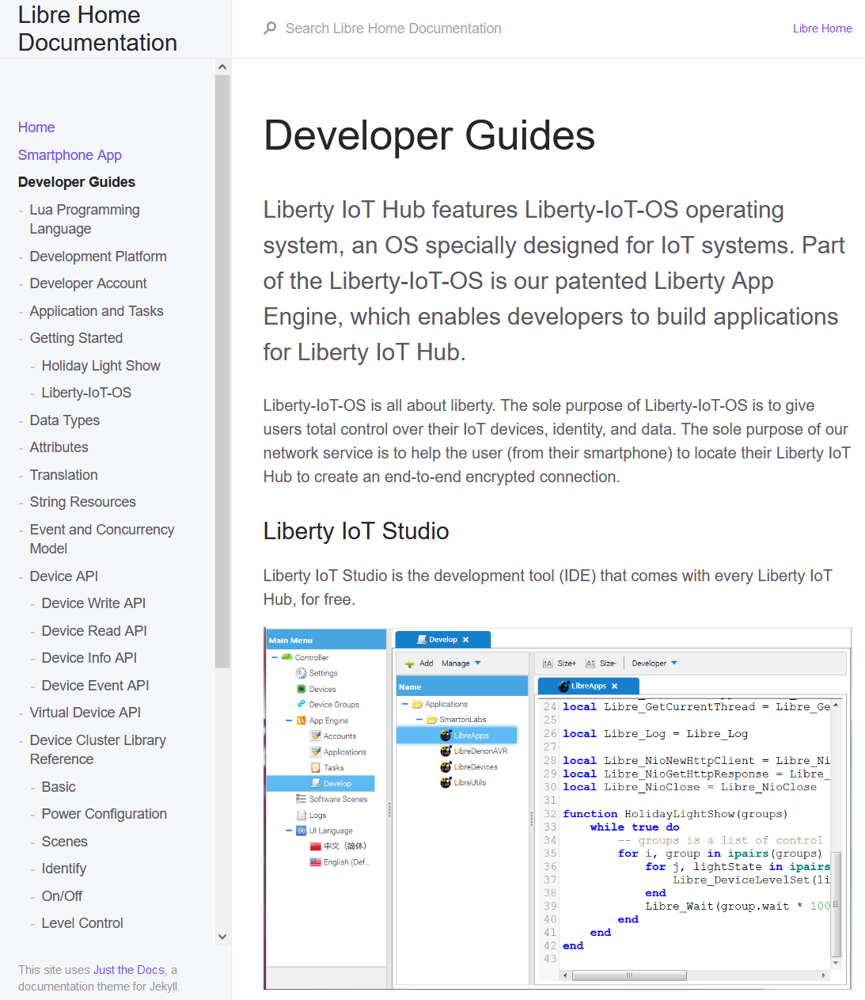 Libre Home
Documentation
Search Libre Home Documentation
Libre Home
Home
Smartphone App
Developer Guides
- Lua Programming
Language
- Development Platform
- Developer Account
- Application and Tasks
- Getting Started
- Holiday Light Show
- Liberty-IoT-OS
- Data Types
- Attributes
- Translation
- String Resources
- Event and Concurrency
Model
- Device API
- Device Write API
- Device Read API
- Device Info API
- Device Event API
- Virtual Device API
- Device Cluster Library
Reference
- Basic
- Power Configuration
- Scenes
- Identify
- On/Off
- Level Control
This site uses Just the Docs, a
documentation theme for Jekyll.
Developer Guides
Liberty IoT Hub features Liberty-IoT-OS operating
system, an OS specially designed for IoT systems. Part
of the Liberty-IoT-OS is our patented Liberty App
Engine, which enables developers to build applications
for Liberty IoT Hub.
Liberty-IoT-OS is all about liberty. The sole purpose of Liberty-IoT-OS is to give
users total control over their IoT devices, identity, and data. The sole purpose of our
network service is to help the user (from their smartphone) to locate their Liberty IoT
Hub to create an end-to-end encrypted connection.
Liberty IoT Studio
Liberty IoT Studio is the development tool (IDE) that comes with every Liberty IoT
Hub, for free.
Main Menu
Controller
Settings
Devices
Device Groups
App Engine
Accounts
Applications
Tasks
Develop
Software Scenes
Logs
UI Language
中文（简体）
English (Def...
Develop
Add Manage
Name
Applications
SmartonLabs
LibreApps
LibreDenonAVR
LibreDevices
LibreUtils
Size+ Size- Developer
LibreApps
24 local Libre_GetCurrentThread = Libre_Ge
25
26 local Libre_Log = Libre_Log
27
28 local Libre_NioNewHttpClient = Libre_Ni
29 local Libre_NioGetHttpResponse = Libre_
30 local Libre_NioClose = Libre_NioClose
31
32 function HolidayLightShow(groups)
33 while true do
34 -- groups is a list of control
35 for i, group in ipairs(groups)
36 for j, lightState in ipairs
37 Libre_DeviceLevelSet(li
38 end
39 Libre_Wait(group.wait * 100
40 end
41 end
42 end
43